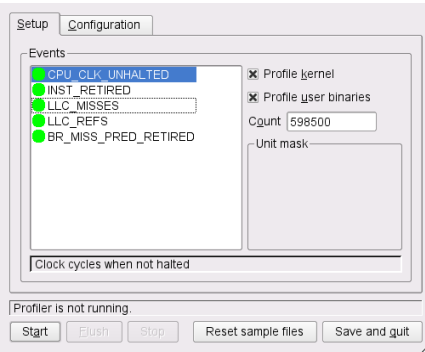 Setup
Configuration
Events
CPU_CLK_UNHALTED
INST_RETIRED
LLC_MISSES
LLC_REFS
BR_MISS_PRED_RETIRED
Profile kernel
Profile user binaries
Count 598500
Unit mask
Clock cycles when not halted
Profiler is not running.
Start Flush Stop Reset sample files Save and quit